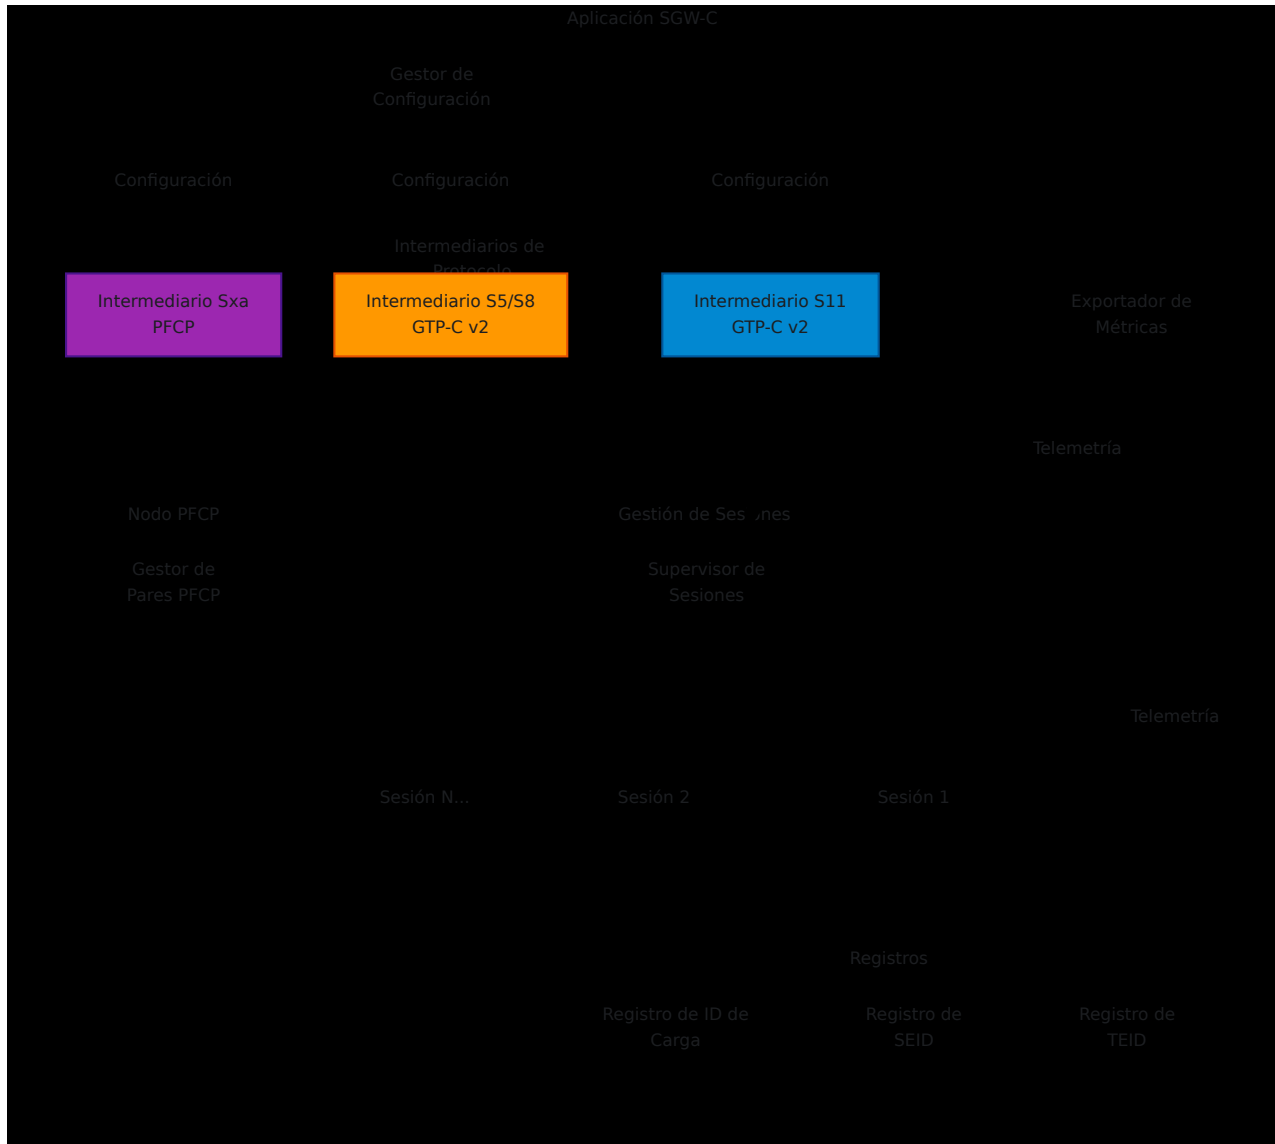 Aplicación SGW-C
Gestor de
Configuración
Configuración
Configuración
Configuración
Intermediarios de
Protocolo
Intermediario Sxa
PFCP
Intermediario S5/S8
GTP-C v2
Intermediario S11
GTP-C v2
Exportador de
Métricas
Telemetría
Nodo PFCP
Gestión de Sesiones
Gestor de
Pares PFCP
Supervisor de
Sesiones
Telemetría
Sesión N...
Sesión 2
Sesión 1
Registros
Registro de ID de
Carga
Registro de
SEID
Registro de
TEID